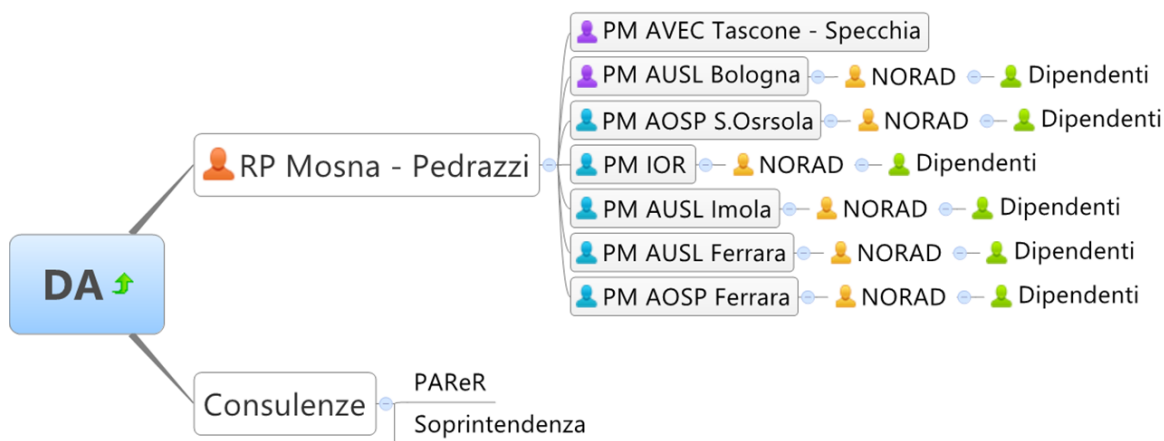 PM AVEC Tascone - Specchia
PM AUSL Bologna NORAD Dipendenti
PM AOSP S.Osrsola NORAD Dipendenti
RP Mosna - Pedrazzi
PM IOR NORAD Dipendenti
PM AUSL Imola NORAD Dipendenti
PM AUSL Ferrara NORAD Dipendenti
PM AOSP Ferrara NORAD Dipendenti
DA
Consulenze
PAReR
Soprintendenza